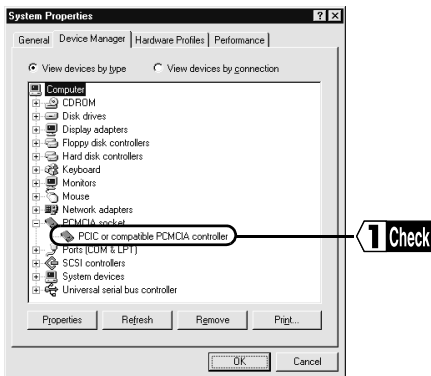 System Properties
General Device Manager Hardware Profiles Performance
View devices by type View devices by connection
Computer
CDROM
Disk drives
Display adapters
Floppy disk controllers
Hard disk controllers
Keyboard
Monitors
Mouse
Network adapters
PCMCIA socket
PCIC or compatible PCMCIA controller
1 Check
Ports (COM & LPT)
SCSI controllers
System devices
Universal serial bus controller
Properties Refresh Remove Print...
OK Cancel